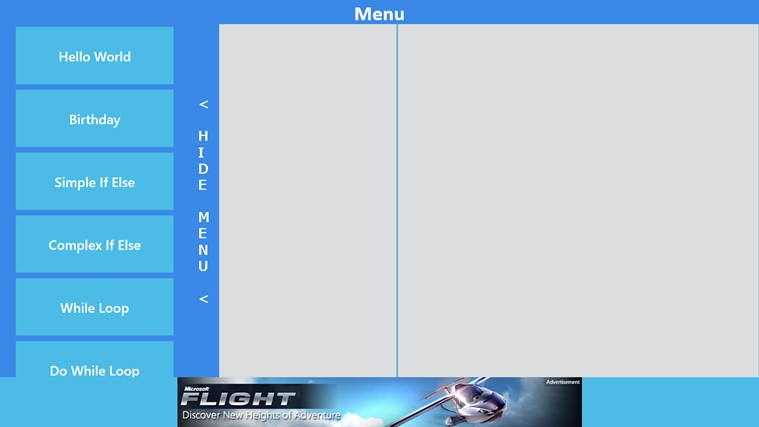 Menu
Hello World
Birthday
Simple If Else
Complex If Else
While Loop
Do While Loop
<
H
I
D
E
M
E
N
U
<
Advertisement
Microsoft
FLIGHT
Discover New Heights of Adventure